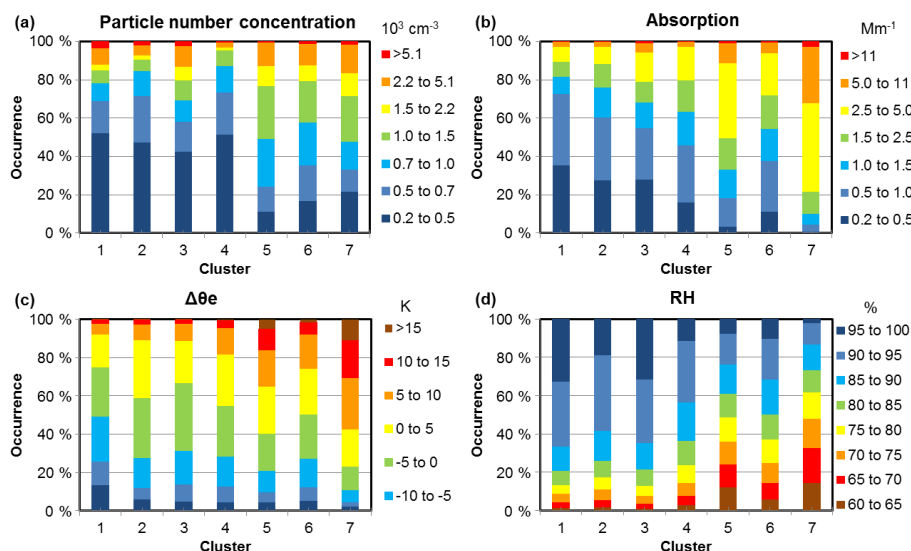 (a) Particle number concentration 10³ cm⁻³
100 %
80 %
60 %
40 %
20 %
0 %
Occurrence
1 2 3 4 5 6 7
Cluster
>5.1
2.2 to 5.1
1.5 to 2.2
1.0 to 1.5
0.7 to 1.0
0.5 to 0.7
0.2 to 0.5
(b) Absorption Mm⁻¹
100 %
80 %
60 %
40 %
20 %
0 %
Occurrence
1 2 3 4 5 6 7
Cluster
>11
5.0 to 11
2.5 to 5.0
1.5 to 2.5
1.0 to 1.5
0.5 to 1.0
0.2 to 0.5
(c) Δθe K
100 %
80 %
60 %
40 %
20 %
0 %
Occurrence
1 2 3 4 5 6 7
Cluster
>15
10 to 15
5 to 10
0 to 5
-5 to 0
-10 to -5
(d) RH %
100 %
80 %
60 %
40 %
20 %
0 %
Occurrence
1 2 3 4 5 6 7
Cluster
95 to 100
90 to 95
85 to 90
80 to 85
75 to 80
70 to 75
65 to 70
60 to 65